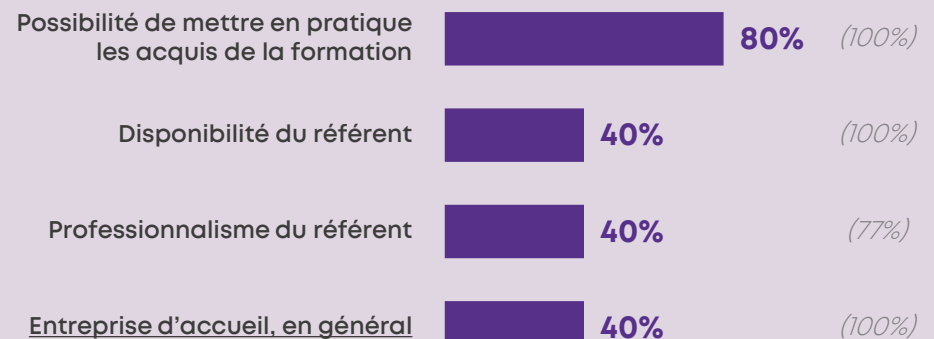 Possibilité de mettre en pratique
les acquis de la formation
80% (100%)
Disponibilité du référent 40% (100%)
Professionnalisme du référent 40% (77%)
Entreprise d'accueil, en général 40% (100%)